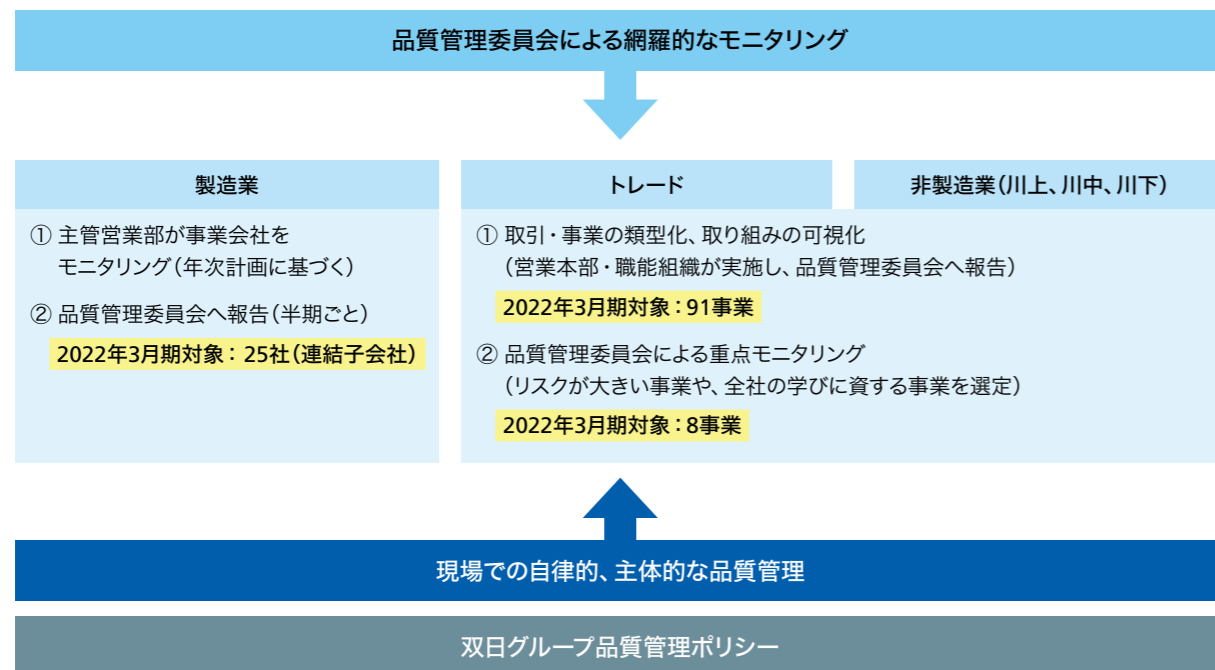 品質管理委員会による網羅的なモニタリング
製造業
① 主管営業部が事業会社を
モニタリング(年次計画に基づく)
② 品質管理委員会へ報告(半期ごと)
2022年3月期対象：25社(連結子会社)
トレード
非製造業(川上、川中、川下)
① 取引・事業の類型化、取り組みの可視化
(営業本部・職能組織が実施し、品質管理委員会へ報告)
2022年3月期対象：91事業
② 品質管理委員会による重点モニタリング
(リスクが大きい事業や、全社の学びに資する事業を選定)
2022年3月期対象：8事業
現場での自律的、主体的な品質管理
双日グループ品質管理ポリシー